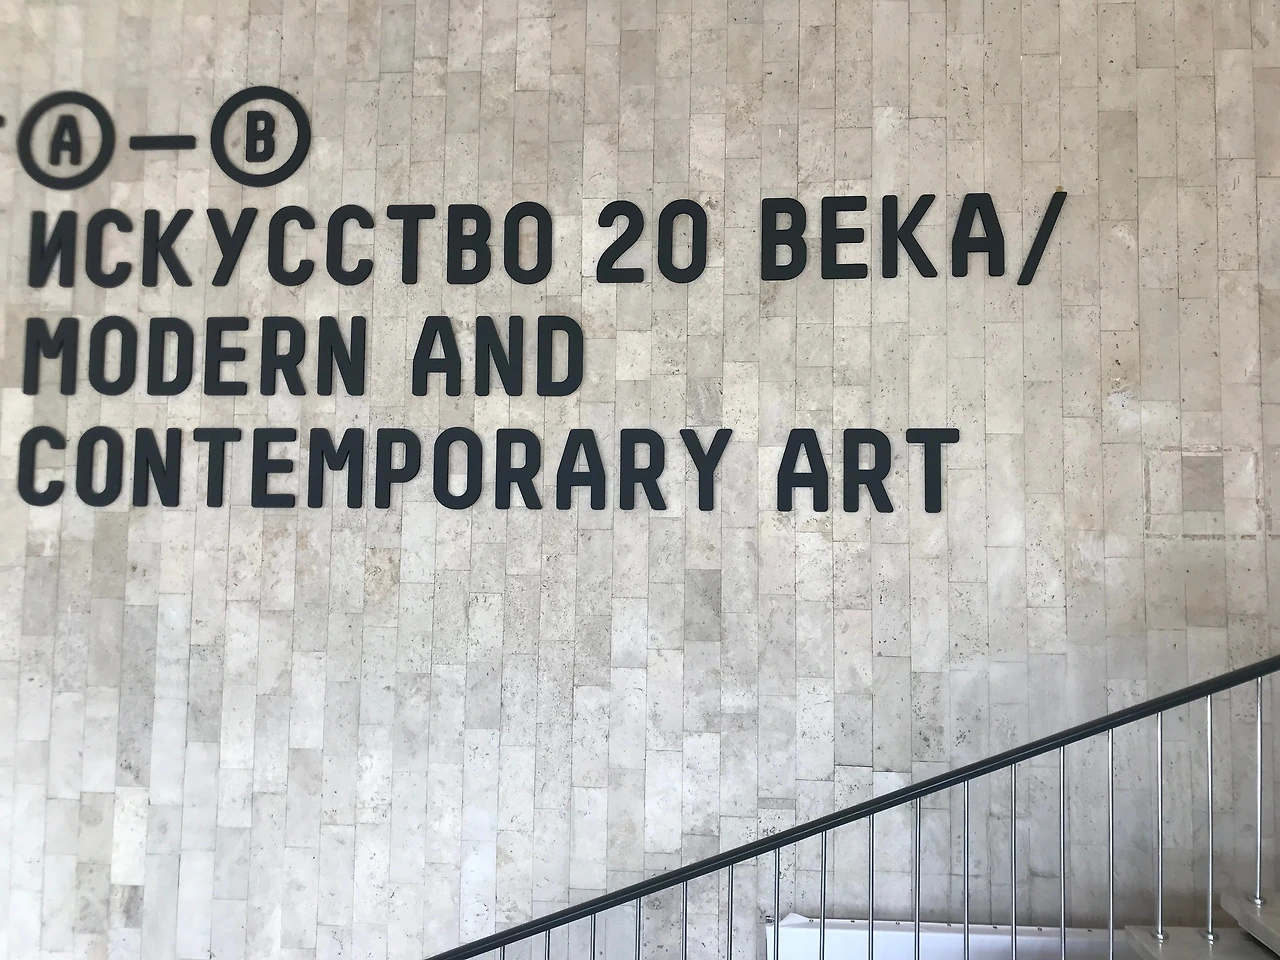 A — B
ИСКУССТВО 20 ВЕКА/
MODERN AND
CONTEMPORARY ART